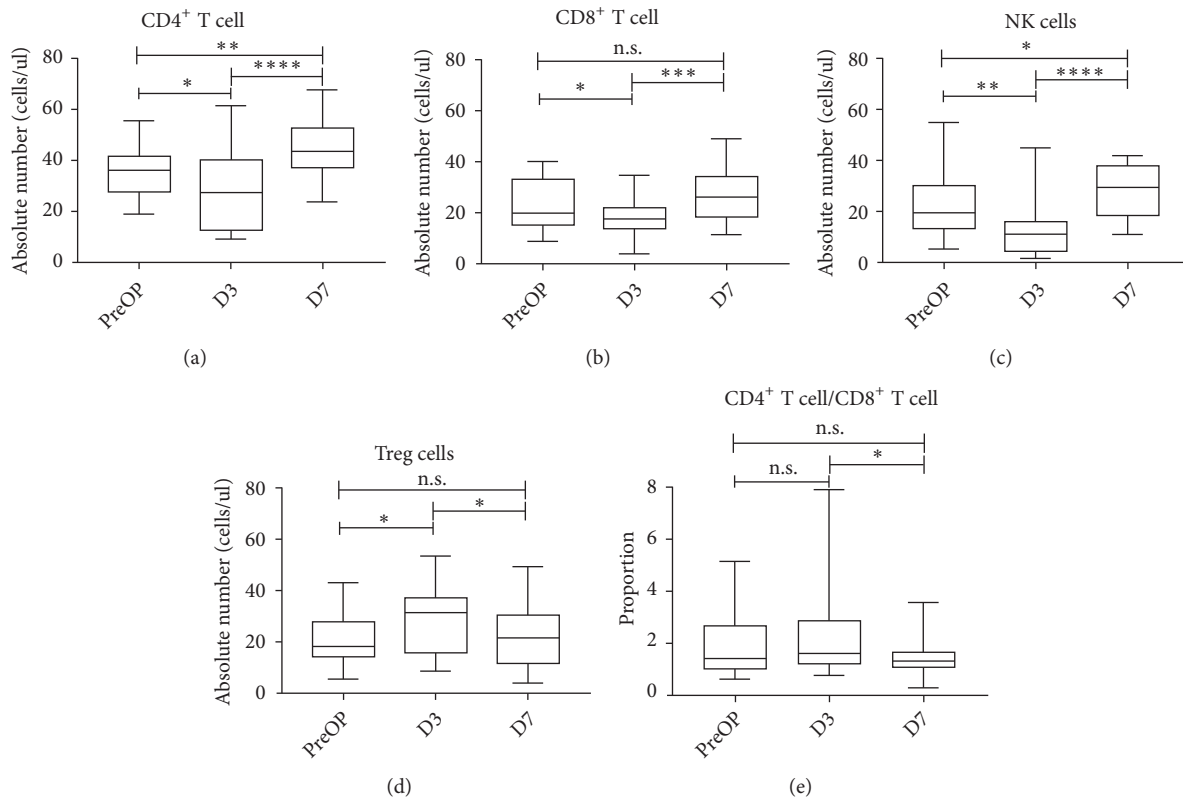 CD4⁺ T cell
**
*
****
Absolute number (cells/ul)
80
60
40
20
0
PreOP
D3
D7
(a)
CD8⁺ T cell
n.s.
*
***
Absolute number (cells/ul)
80
60
40
20
0
PreOP
D3
D7
(b)
NK cells
*
**
****
Absolute number (cells/ul)
80
60
40
20
0
PreOP
D3
D7
(c)
Treg cells
n.s.
*
*
Absolute number (cells/ul)
80
60
40
20
0
PreOP
D3
D7
(d)
CD4⁺ T cell/CD8⁺ T cell
n.s.
n.s.
*
Proportion
8
6
4
2
0
PreOP
D3
D7
(e)